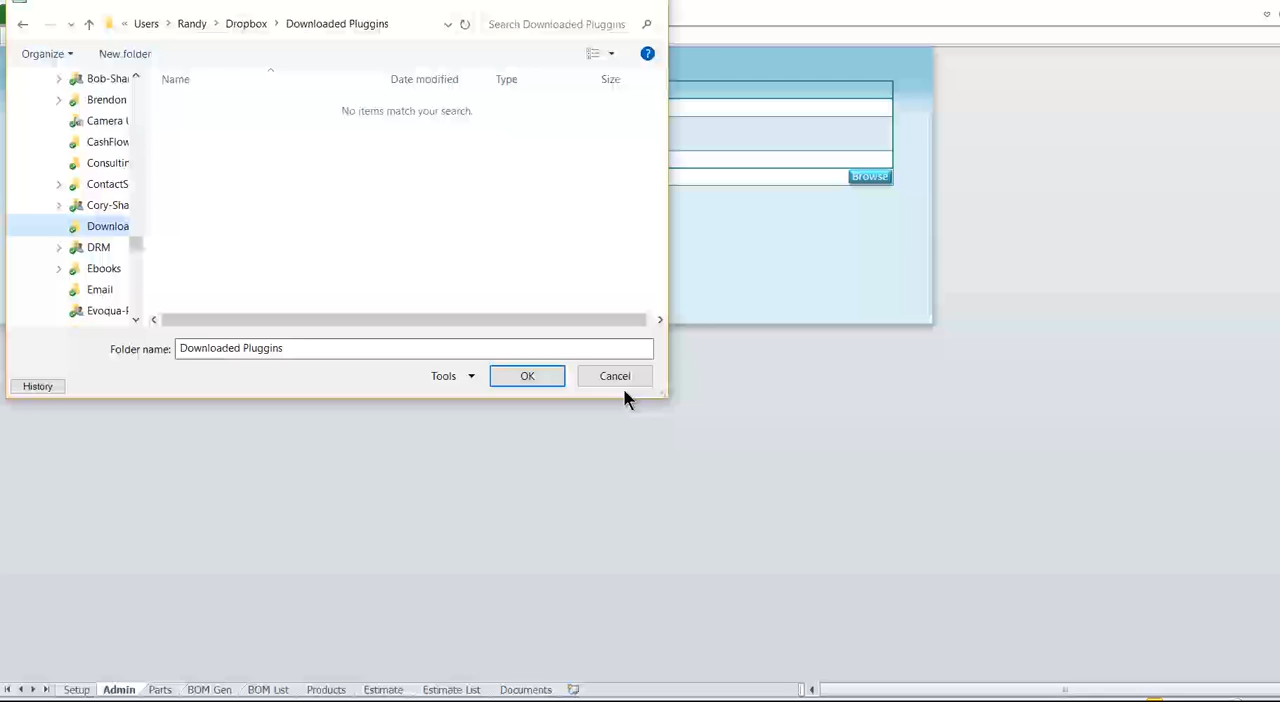 « Users Randy Dropbox Downloaded Pluggins Search Downloaded Pluggins
Organize New folder ?
Name Date modified Type Size
No items match your search.
Bob-Sha
Brendon
Camera U
CashFlow
Consultin
ContactS
Cory-Sha
Downloa
DRM
Ebooks
Email
Evoqua-F
Browse
Folder name: Downloaded Pluggins
Tools OK Cancel
History
Setup Admin Parts BOM Gen BOM List Products Estimate Estimate List Documents